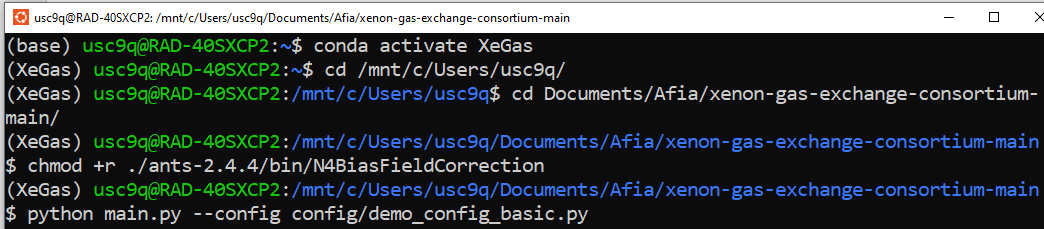 usc9q@RAD-40SXCP2: /mnt/c/Users/usc9q/Documents/Afia/xenon-gas-exchange-consortium-main
(base) usc9q@RAD-40SXCP2:~$ conda activate XeGas
(XeGas) usc9q@RAD-40SXCP2:~$ cd /mnt/c/Users/usc9q/
(XeGas) usc9q@RAD-40SXCP2:/mnt/c/Users/usc9q$ cd Documents/Afia/xenon-gas-exchange-consortium-
main/
(XeGas) usc9q@RAD-40SXCP2:/mnt/c/Users/usc9q/Documents/Afia/xenon-gas-exchange-consortium-main
$ chmod +r ./ants-2.4.4/bin/N4BiasFieldCorrection
(XeGas) usc9q@RAD-40SXCP2:/mnt/c/Users/usc9q/Documents/Afia/xenon-gas-exchange-consortium-main
$ python main.py --config config/demo_config_basic.py